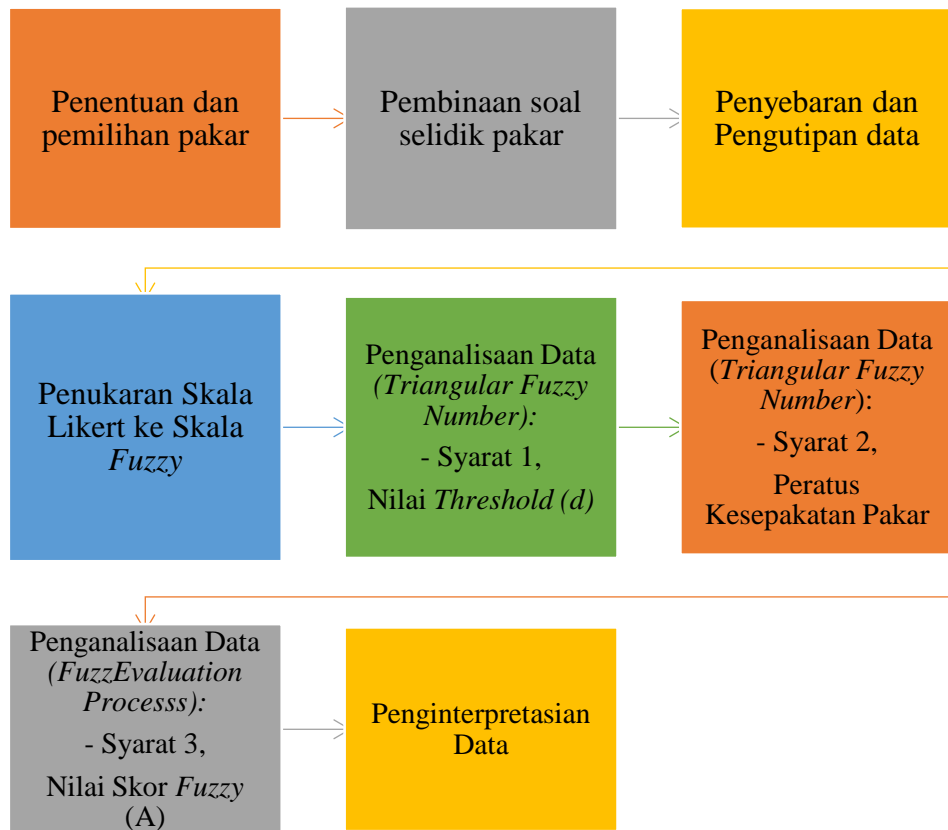 Penentuan dan
pemilihan pakar
Pembinaan soal
selidik pakar
Penyebaran dan
Pengutipan data
Penukaran Skala
Likert ke Skala
Fuzzy
Penganalisaan Data
(Triangular Fuzzy
Number):
- Syarat 1,
Nilai Threshold (d)
Penganalisaan Data
(Triangular Fuzzy
Number):
- Syarat 2,
Peratus
Kesepakatan Pakar
Penganalisaan Data
(FuzzEvaluation
Processs):
- Syarat 3,
Nilai Skor Fuzzy
(A)
Penginterpretasian
Data